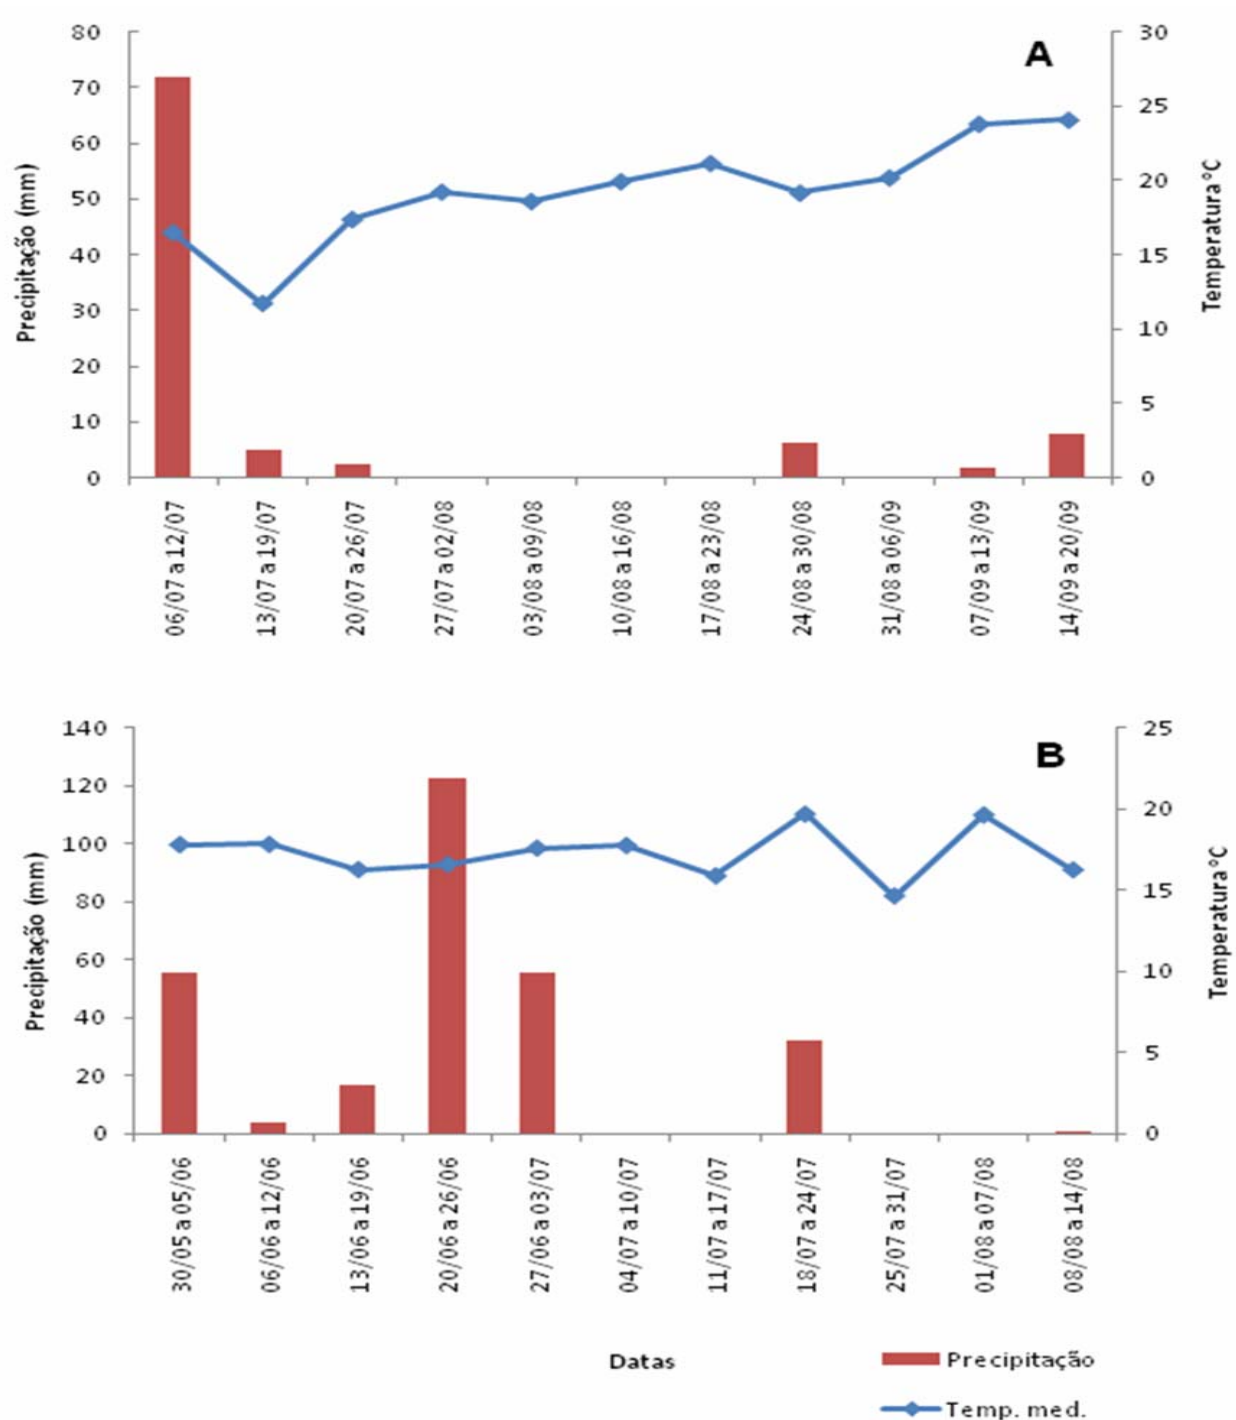 A
Precipitação (mm)
80
70
60
50
40
30
20
10
0
30
25
20
15
10
5
0
Temperatura ºC
06/07 a 12/07
13/07 a 19/07
20/07 a 26/07
27/07 a 02/08
03/08 a 09/08
10/08 a 16/08
17/08 a 23/08
24/08 a 30/08
31/08 a 06/09
07/09 a 13/09
14/09 a 20/09
B
Precipitação (mm)
140
120
100
80
60
40
20
0
25
20
15
10
5
0
Temperatura ºC
30/05 a 05/06
06/06 a 12/06
13/06 a 19/06
20/06 a 26/06
27/06 a 03/07
04/07 a 10/07
11/07 a 17/07
18/07 a 24/07
25/07 a 31/07
01/08 a 07/08
08/08 a 14/08
Datas
Precipitação
Temp. med.